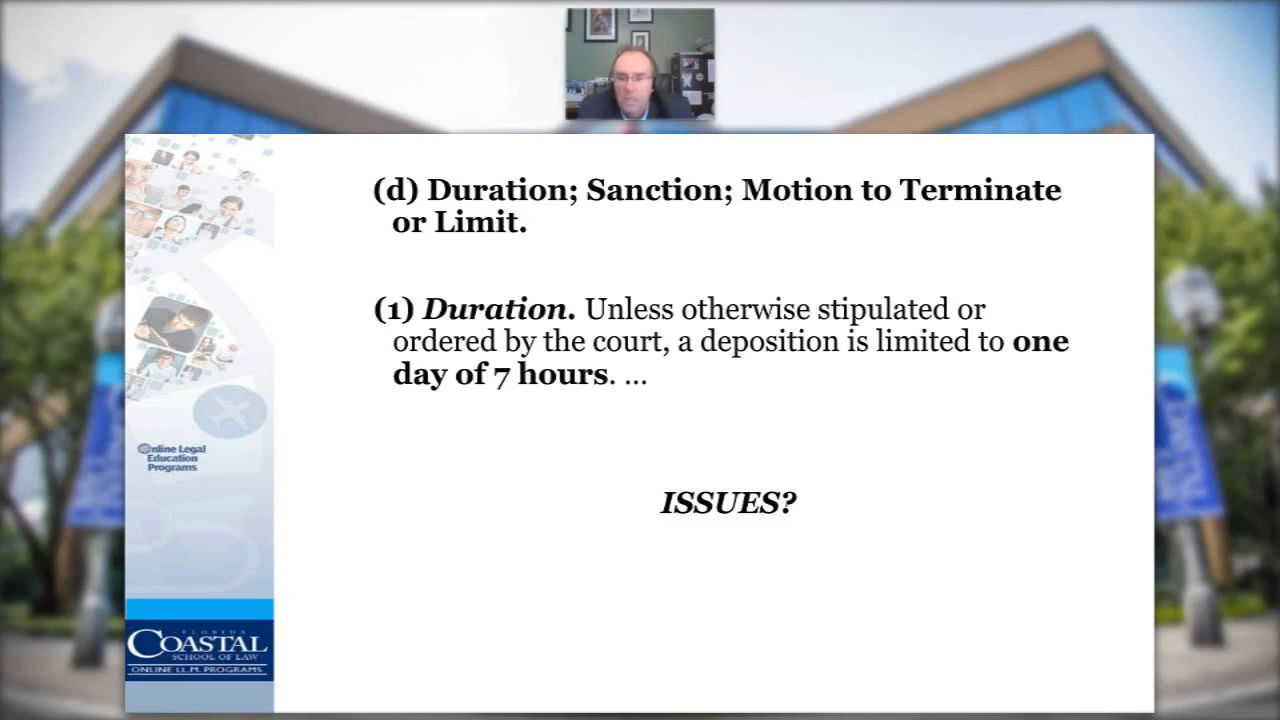 (d) Duration; Sanction; Motion to Terminate
or Limit.
(1) Duration. Unless otherwise stipulated or
ordered by the court, a deposition is limited to one
day of 7 hours. ...
ISSUES?
Online Legal
Education
Programs
FLORIDA
COASTAL
SCHOOL OF LAW
ONLINE LL.M. PROGRAMS